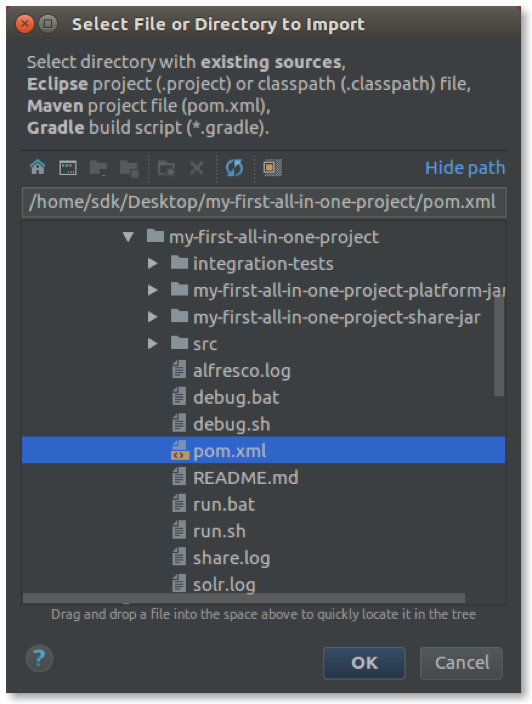 Select File or Directory to Import
Select directory with existing sources,
Eclipse project (.project) or classpath (.classpath) file,
Maven project file (pom.xml),
Gradle build script (*.gradle).
Hide path
/home/sdk/Desktop/my-first-all-in-one-project/pom.xml
my-first-all-in-one-project
integration-tests
my-first-all-in-one-project-platform-jar
my-first-all-in-one-project-share-jar
src
alfresco.log
debug.bat
debug.sh
pom.xml
README.md
run.bat
run.sh
share.log
solr.log
Drag and drop a file into the space above to quickly locate it in the tree
?
OK
Cancel